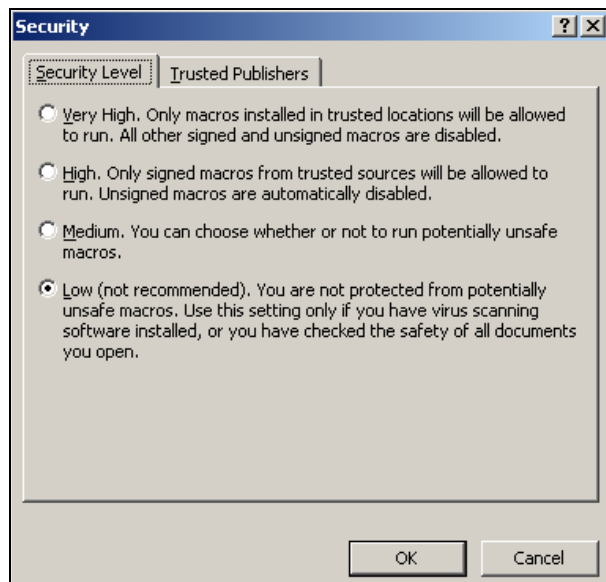 Security
Security Level
Trusted Publishers
Very High. Only macros installed in trusted locations will be allowed
to run. All other signed and unsigned macros are disabled.
High. Only signed macros from trusted sources will be allowed to
run. Unsigned macros are automatically disabled.
Medium. You can choose whether or not to run potentially unsafe
macros.
Low (not recommended). You are not protected from potentially
unsafe macros. Use this setting only if you have virus scanning
software installed, or you have checked the safety of all documents
you open.
OK
Cancel